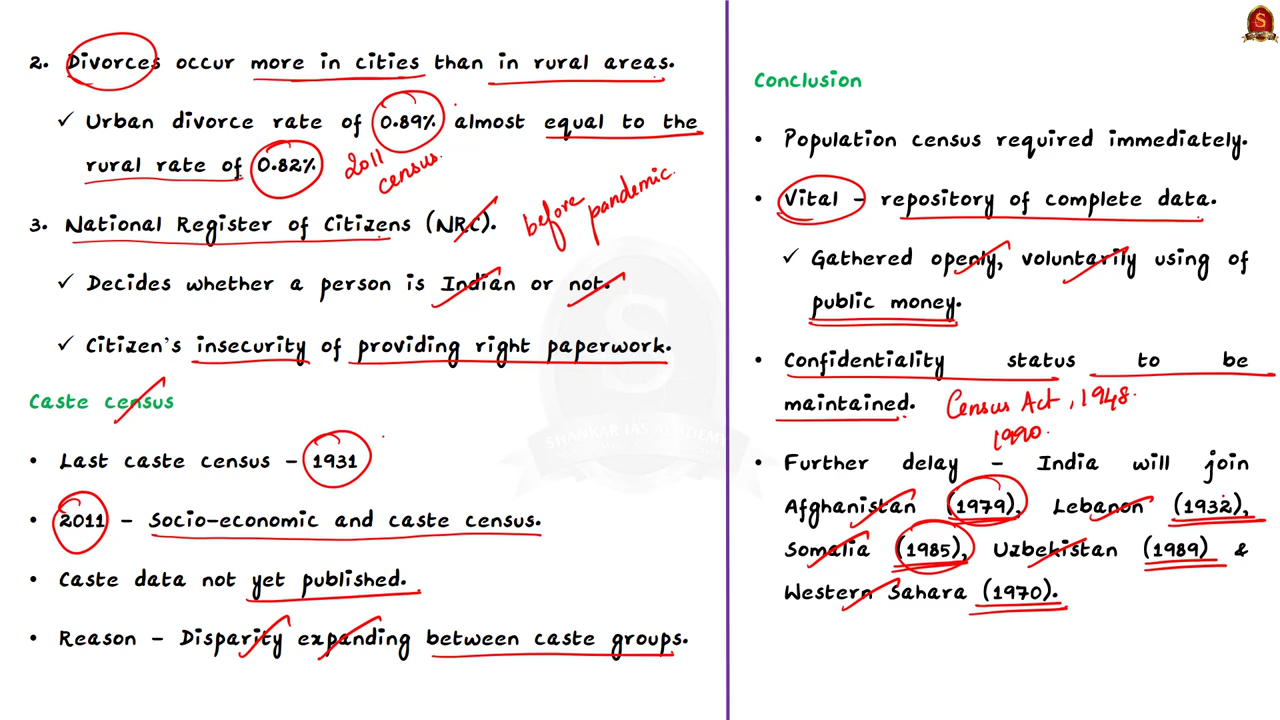 2. Divorces occur more in cities than in rural areas.
✓ Urban divorce rate of 0.89% almost equal to the
rural rate of 0.82%
2011
census.
3. National Register of Citizens (NRC).
before
pandemic.
✓ Decides whether a person is Indian or not.
✓ Citizen's insecurity of providing right paperwork.
Caste census
• Last caste census – 1931
• 2011 – Socio-economic and caste census.
• Caste data not yet published.
• Reason – Disparity expanding between caste groups.
S
Conclusion
• Population census required immediately.
• Vital – repository of complete data.
✓ Gathered openly, voluntarily using of
public money.
• Confidentiality status to be
maintained.
Census Act, 1948.
1990.
• Further delay – India will join
Afghanistan (1979), Lebanon (1932),
Somalia (1985), Uzbekistan (1989) &
Western Sahara (1970).
S
SHANKAR IAS ACADEMY